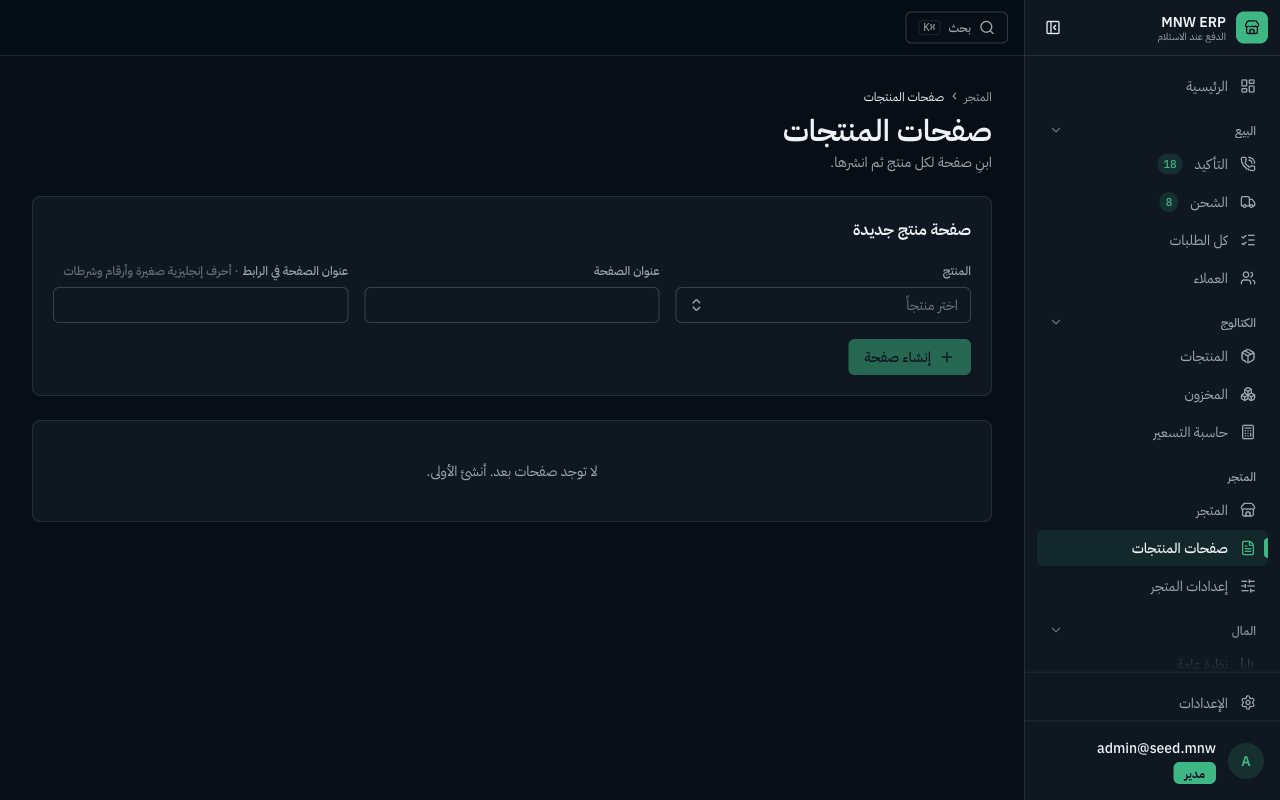 MNW ERP
الدفع عند الاستلام
بحث ⌘K
الرئيسية
البيع
التأكيد 18
الشحن 8
كل الطلبات
العملاء
الكتالوج
المنتجات
المخزون
حاسبة التسعير
المتجر
المتجر
صفحات المنتجات
إعدادات المتجر
المال
نظرة عامة
الإعدادات
admin@seed.mnw
A
مدير
المتجر › صفحات المنتجات
صفحات المنتجات
ابنِ صفحة لكل منتج ثم انشرها.
صفحة منتج جديدة
المنتج
اختر منتجاً
عنوان الصفحة
عنوان الصفحة في الرابط · أحرف إنجليزية صغيرة وأرقام وشرطات
إنشاء صفحة
لا توجد صفحات بعد. أنشئ الأولى.